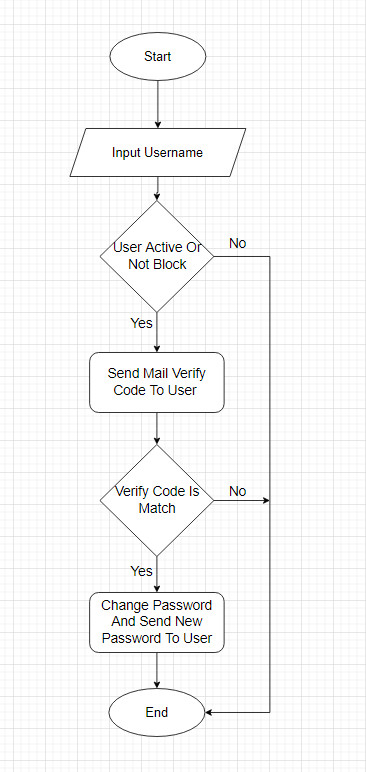 Start
Input Username
User Active Or
Not Block
No
Yes
Send Mail Verify
Code To User
Verify Code Is
Match
No
Yes
Change Password
And Send New
Password To User
End